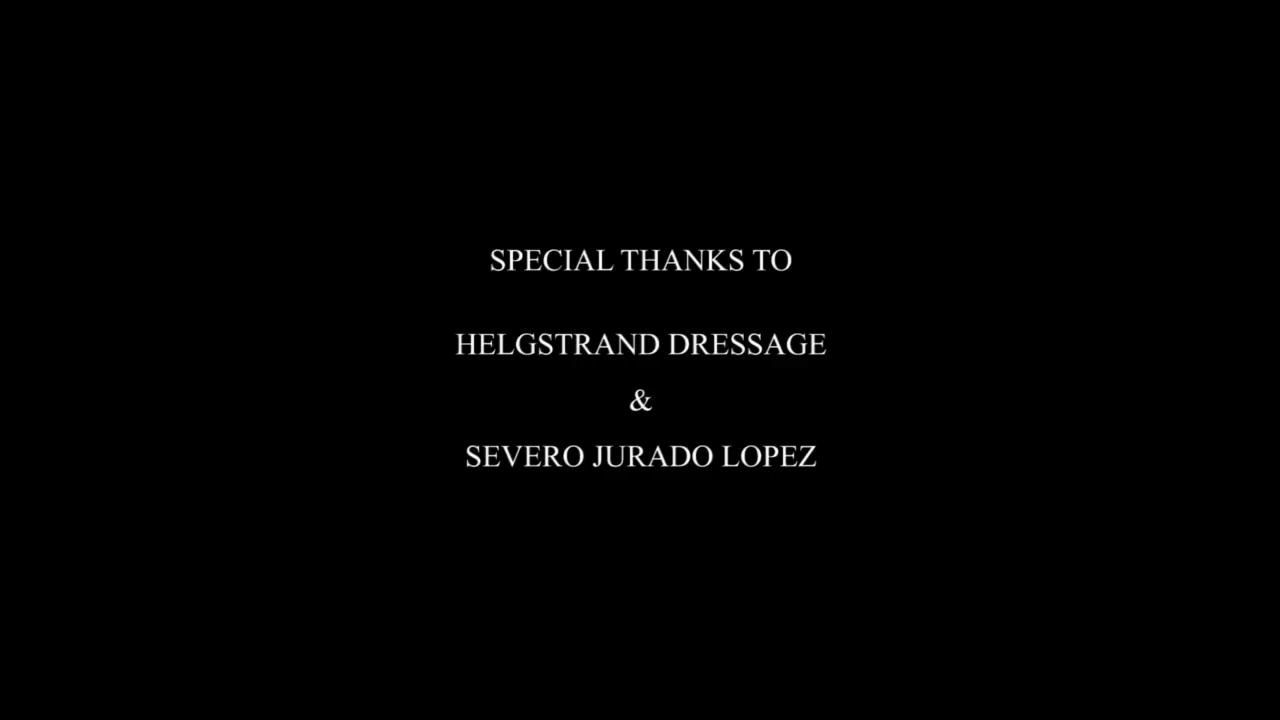 SPECIAL THANKS TO
HELGSTRAND DRESSAGE
&
SEVERO JURADO LOPEZ